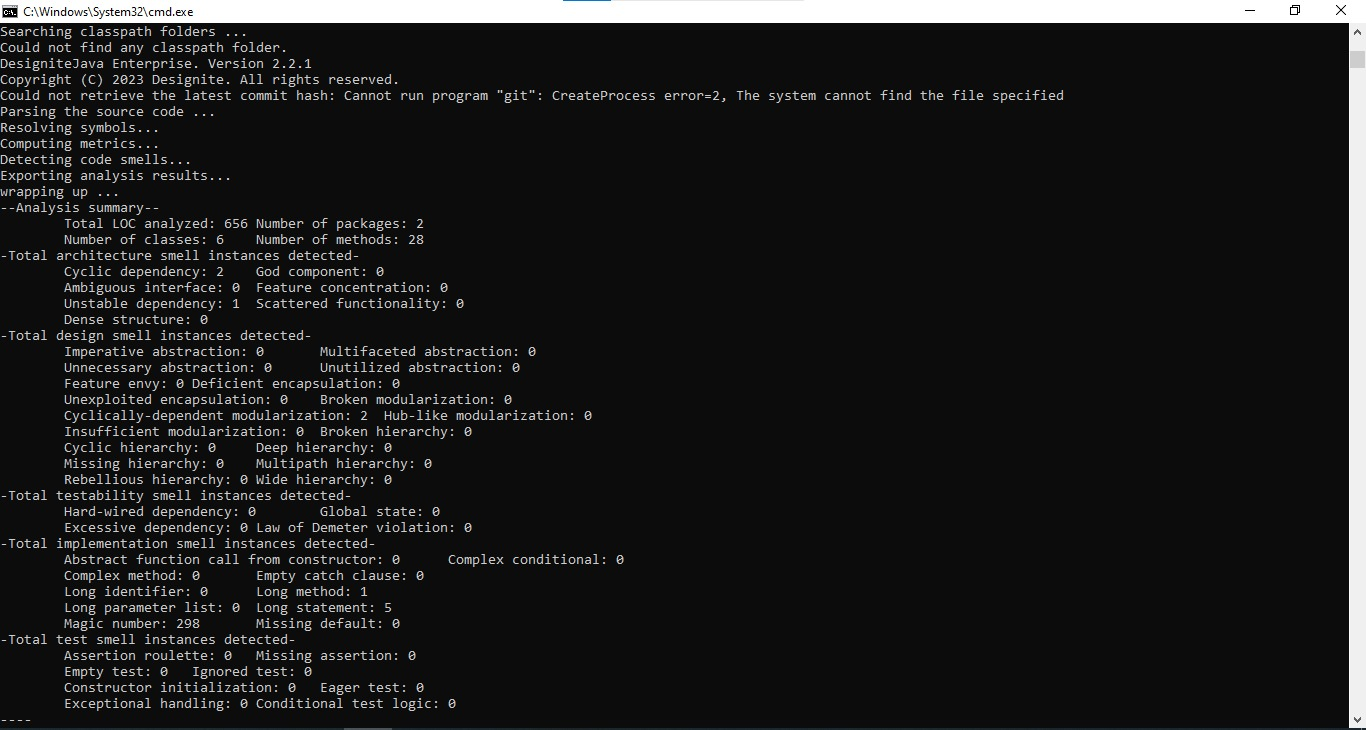 C:\Windows\System32\cmd.exe
Searching classpath folders ...
Could not find any classpath folder.
DesigniteJava Enterprise. Version 2.2.1
Copyright (C) 2023 Designite. All rights reserved.
Could not retrieve the latest commit hash: Cannot run program "git": CreateProcess error=2, The system cannot find the file specified
Parsing the source code ...
Resolving symbols...
Computing metrics...
Detecting code smells...
Exporting analysis results...
wrapping up ...
--Analysis summary--
Total LOC analyzed: 656 Number of packages: 2
Number of classes: 6 Number of methods: 28
-Total architecture smell instances detected-
Cyclic dependency: 2 God component: 0
Ambiguous interface: 0 Feature concentration: 0
Unstable dependency: 1 Scattered functionality: 0
Dense structure: 0
-Total design smell instances detected-
Imperative abstraction: 0 Multifaceted abstraction: 0
Unnecessary abstraction: 0 Unutilized abstraction: 0
Feature envy: 0 Deficient encapsulation: 0
Unexploited encapsulation: 0 Broken modularization: 0
Cyclically-dependent modularization: 2 Hub-like modularization: 0
Insufficient modularization: 0 Broken hierarchy: 0
Cyclic hierarchy: 0 Deep hierarchy: 0
Missing hierarchy: 0 Multipath hierarchy: 0
Rebellious hierarchy: 0 Wide hierarchy: 0
-Total testability smell instances detected-
Hard-wired dependency: 0 Global state: 0
Excessive dependency: 0 Law of Demeter violation: 0
-Total implementation smell instances detected-
Abstract function call from constructor: 0 Complex conditional: 0
Complex method: 0 Empty catch clause: 0
Long identifier: 0 Long method: 1
Long parameter list: 0 Long statement: 5
Magic number: 298 Missing default: 0
-Total test smell instances detected-
Assertion roulette: 0 Missing assertion: 0
Empty test: 0 Ignored test: 0
Constructor initialization: 0 Eager test: 0
Exceptional handling: 0 Conditional test logic: 0
----